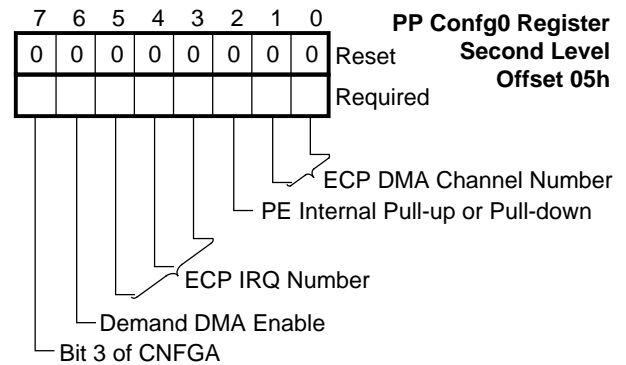 7 6 5 4 3 2 1 0
PP Confg0 Register
Second Level
Offset 05h
0 0 0 0 0 0 0 0 Reset
Required
ECP DMA Channel Number
PE Internal Pull-up or Pull-down
ECP IRQ Number
Demand DMA Enable
Bit 3 of CNFGA